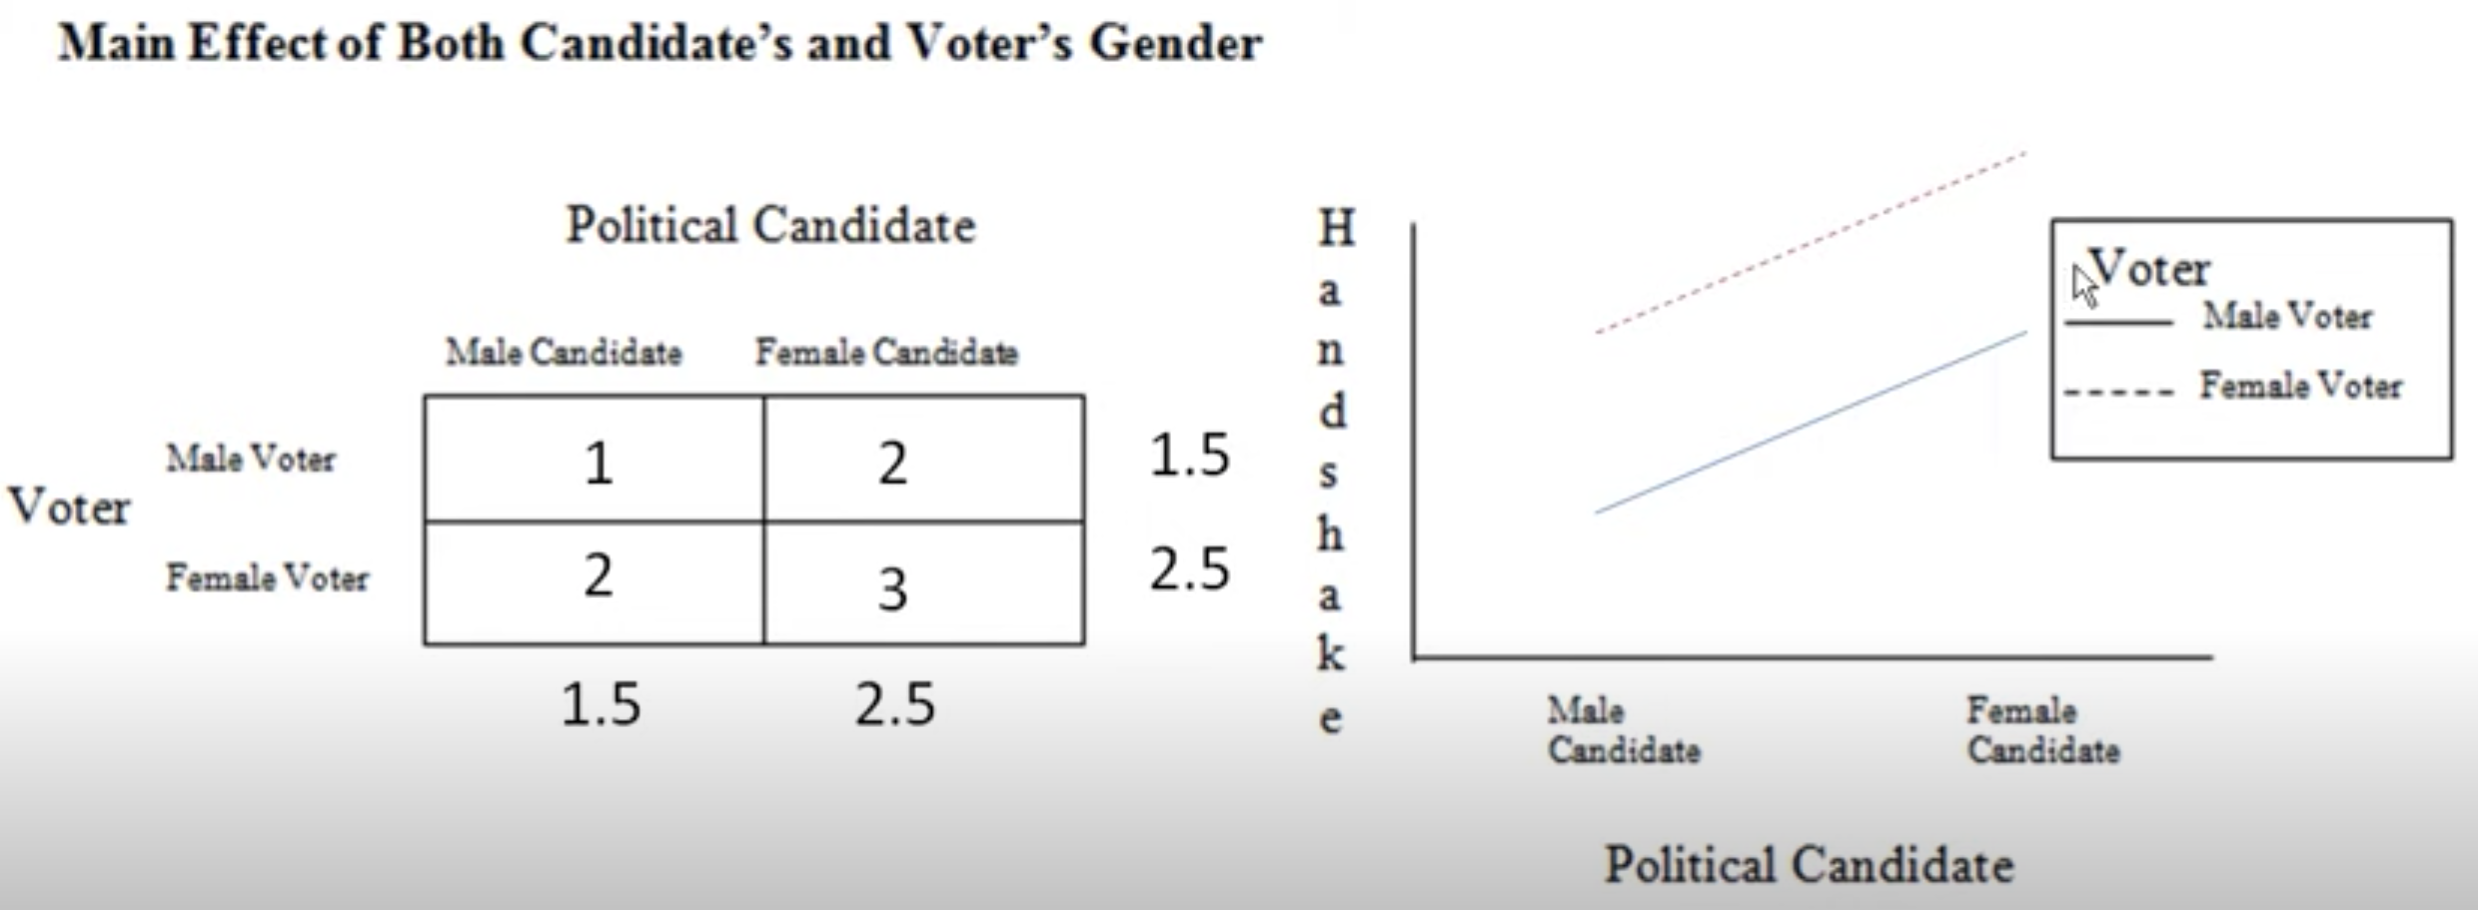 Main Effect of Both Candidate's and Voter's Gender
Political Candidate
Male Candidate Female Candidate
Voter
Male Voter 1 2 1.5
Female Voter 2 3 2.5
1.5 2.5
Handshake
Voter
Male Voter
Female Voter
Male Candidate
Female Candidate
Political Candidate